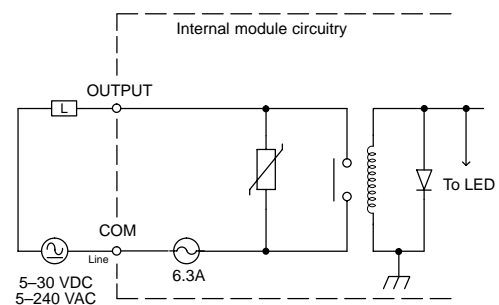 Internal module circuitry
OUTPUT
L
To LED
COM
Line
6.3A
5–30 VDC
5–240 VAC